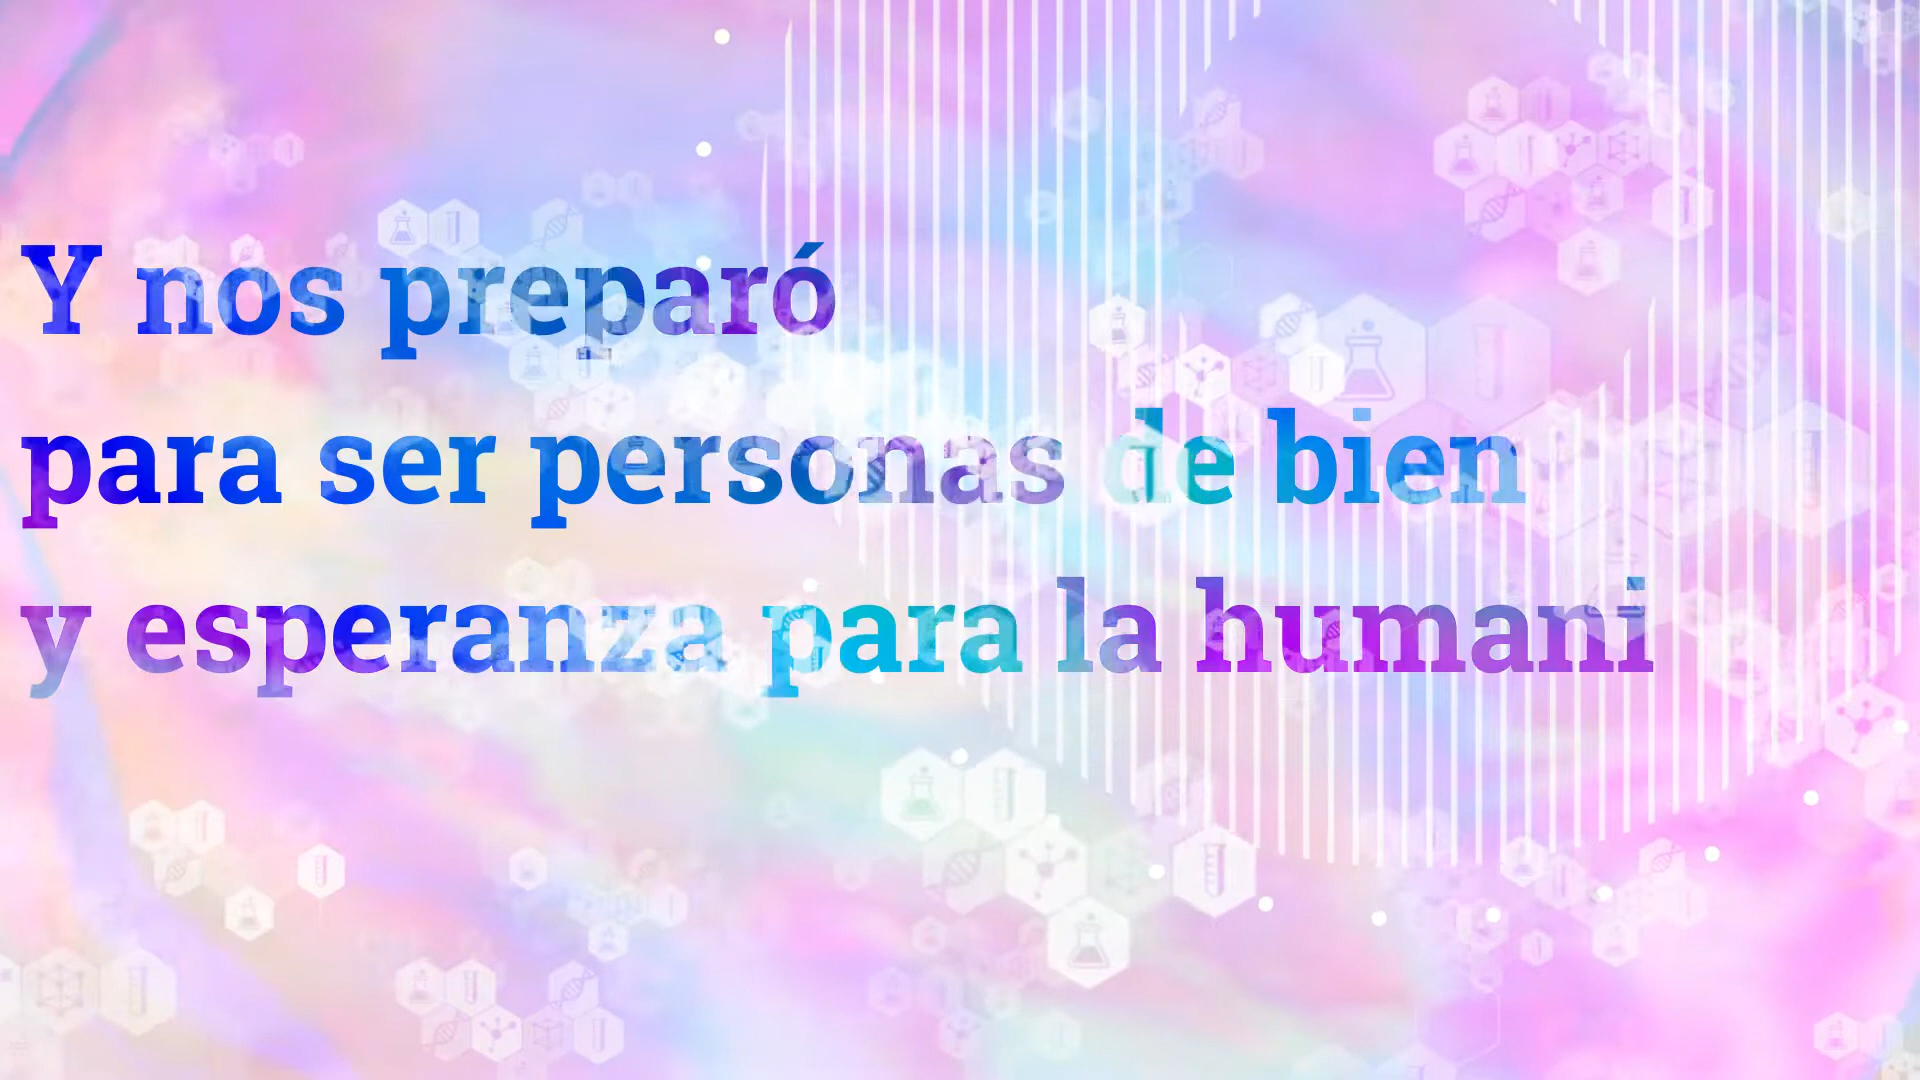 Y nos preparó
para ser personas de bien
y esperanza para la humani